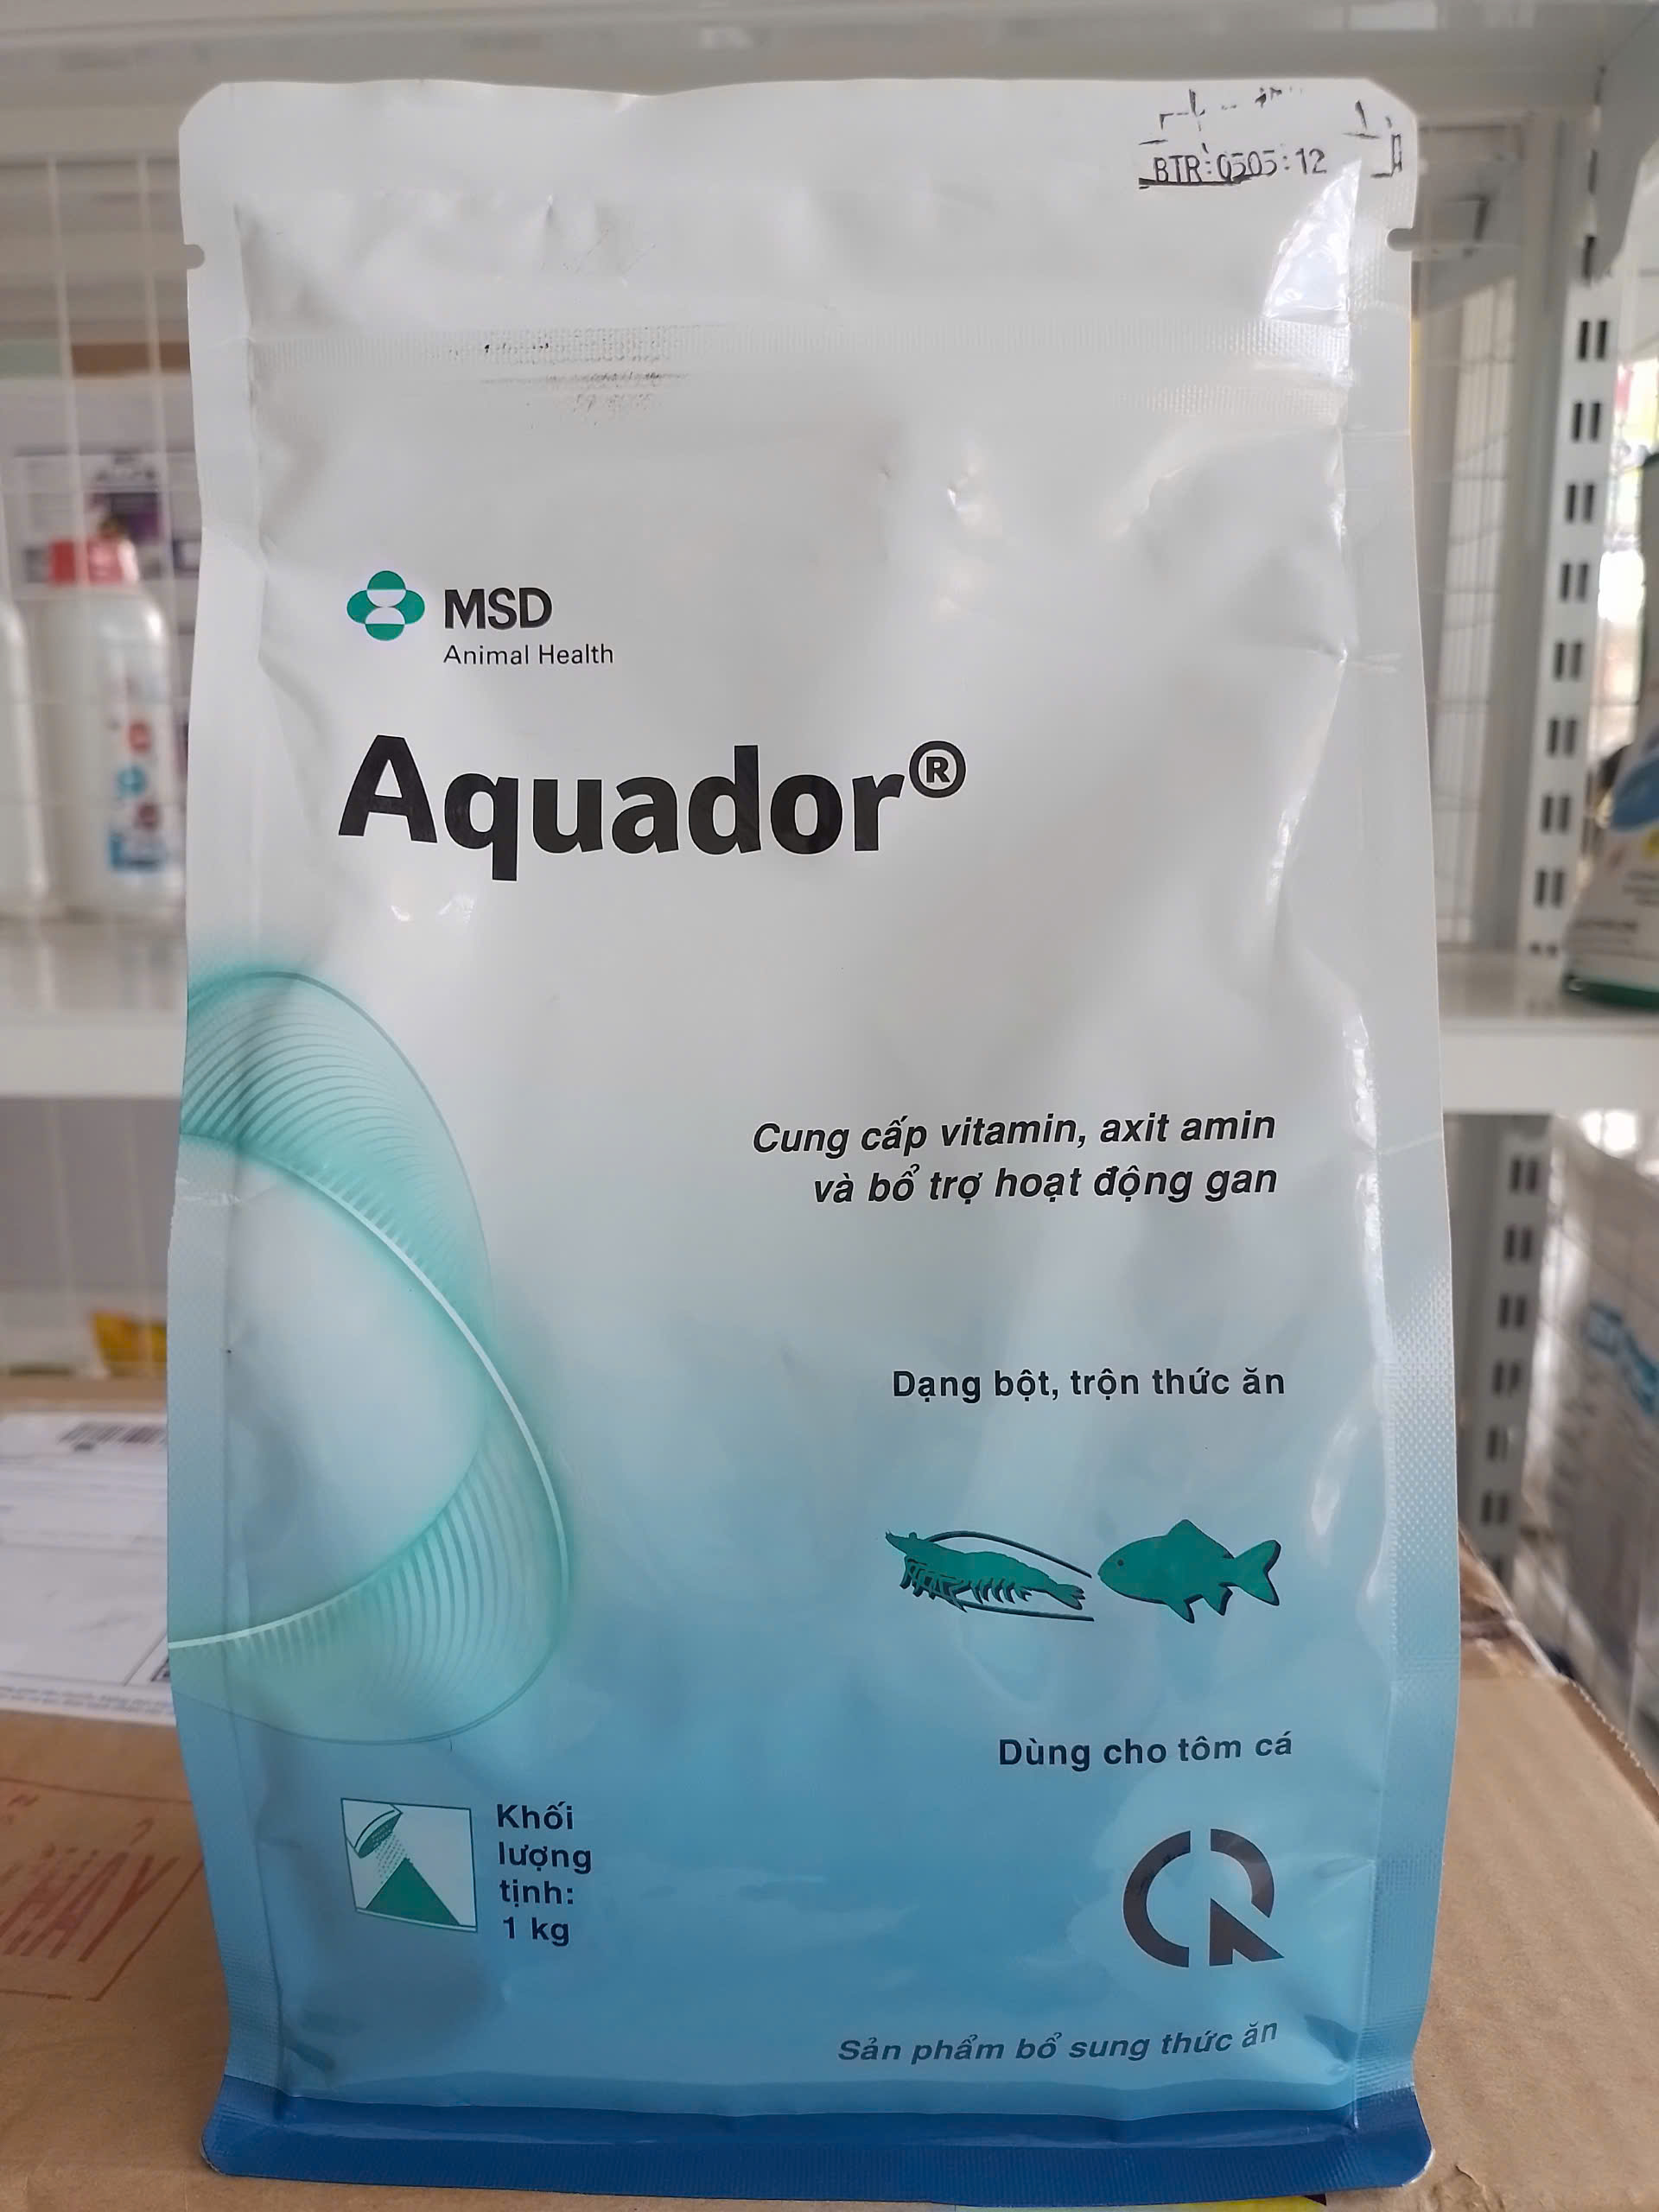 BTR:0505:12
MSD
Animal Health
Aquador®
Cung cấp vitamin, axit amin
và bổ trợ hoạt động gan
Dạng bột, trộn thức ăn
Dùng cho tôm cá
Khối
lượng
tịnh:
1 kg
Sản phẩm bổ sung thức ăn